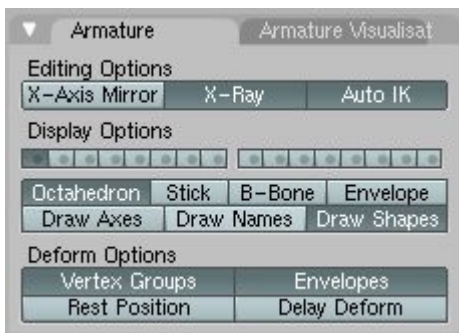 Armature Armature Visualisat
Editing Options
X-Axis Mirror X-Ray Auto IK
Display Options
Octahedron Stick B-Bone Envelope
Draw Axes Draw Names Draw Shapes
Deform Options
Vertex Groups Envelopes
Rest Position Delay Deform